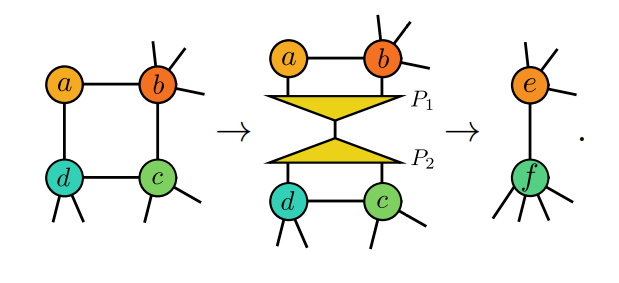 a b d c
→
a b P₁ P₂ d c
→
e f
.